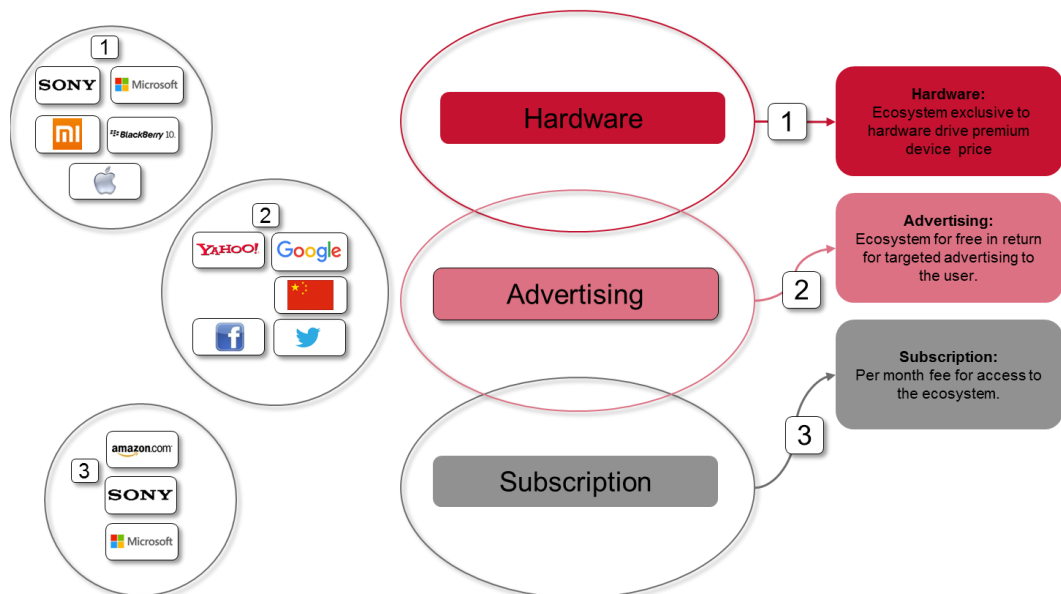 1
SONY
Microsoft
mi
BlackBerry 10.
2
YAHOO!
Google
f
3
amazon.com
SONY
Microsoft
Hardware
1
Hardware:
Ecosystem exclusive to
hardware drive premium
device price
Advertising
2
Advertising:
Ecosystem for free in return
for targeted advertising to
the user.
Subscription
3
Subscription:
Per month fee for access to
the ecosystem.